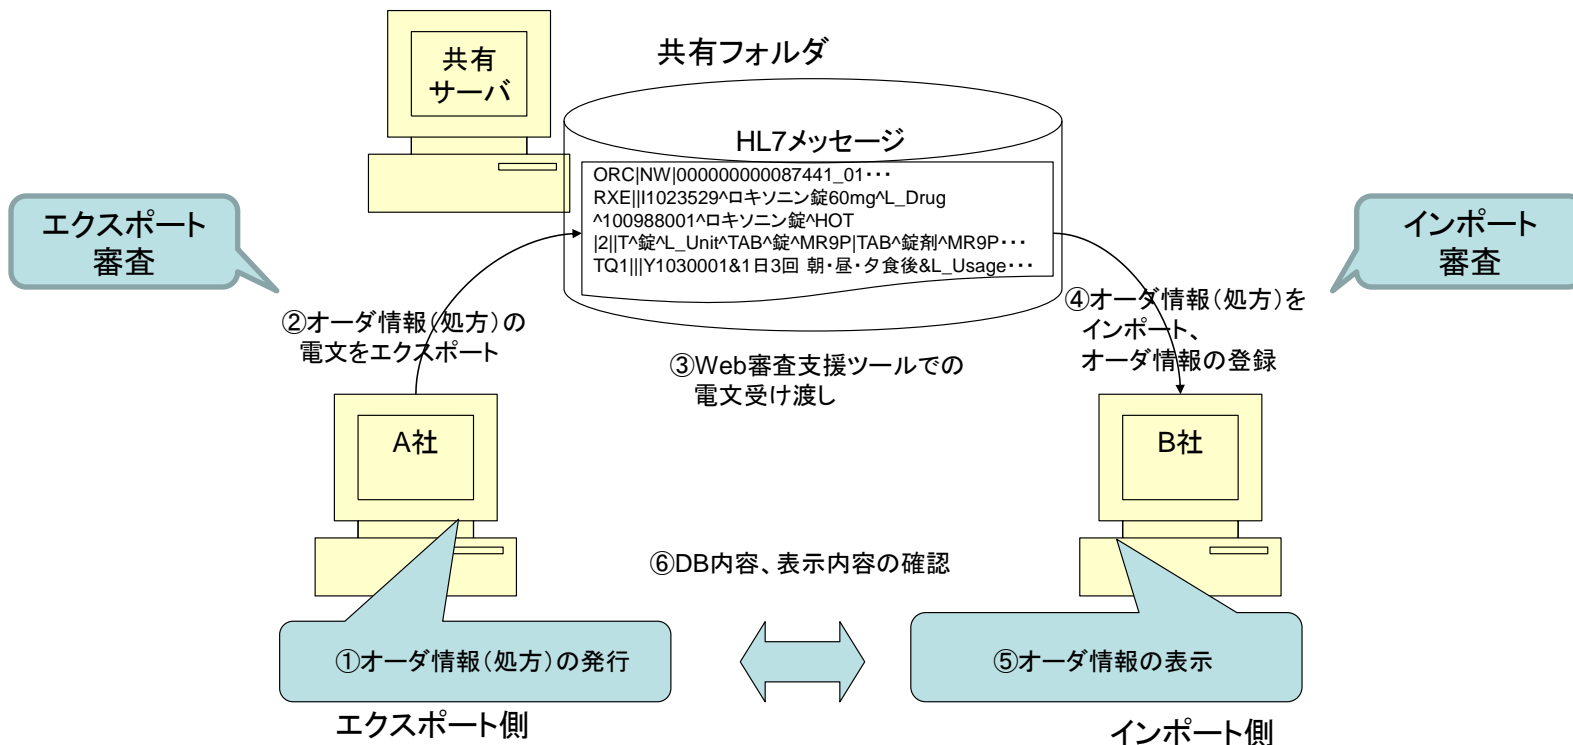 共有
サーバ
共有フォルダ
HL7メッセージ
ORC|NW|000000000087441_01・・・
RXE||I1023529^ロキソニン錠60mg^L_Drug
^100988001^ロキソニン錠^HOT
|2||T^錠^L_Unit^TAB^錠^MR9P|TAB^錠剤^MR9P・・・
TQ1|||Y1030001&1日3回 朝・昼・夕食後&L_Usage・・・
エクスポート
審査
インポート
審査
②オーダ情報（処方）の
電文をエクスポート
③Web審査支援ツールでの
電文受け渡し
④オーダ情報（処方）を
インポート、
オーダ情報の登録
A社
B社
⑥DB内容、表示内容の確認
①オーダ情報（処方）の発行
⑤オーダ情報の表示
エクスポート側
インポート側